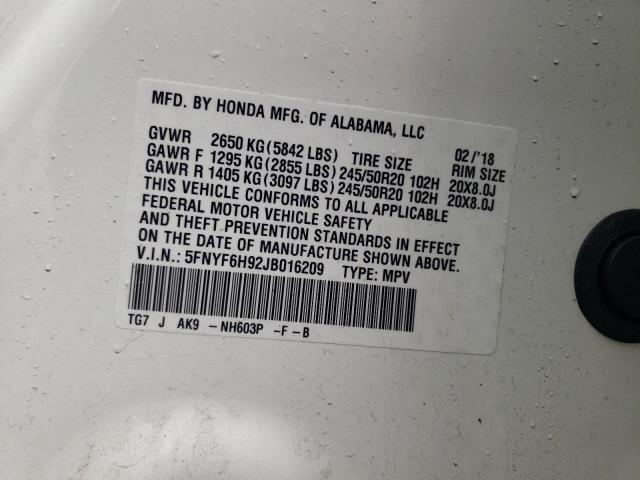 MFD. BY HONDA MFG. OF ALABAMA, LLC
02/'18
GVWR 2650 KG(5842 LBS) TIRE SIZE RIM SIZE
GAWR F 1295 KG(2855 LBS)245/50R20 102H 20X8.0J
GAWR R 1405 KG(3097 LBS)245/50R20 102H 20X8.0J
THIS VEHICLE CONFORMS TO ALL APPLICABLE
FEDERAL MOTOR VEHICLE SAFETY
AND THEFT PREVENTION STANDARDS IN EFFECT
ON THE DATE OF MANUFACTURE SHOWN ABOVE.
V.I.N.: 5FNYF6H92JB016209 TYPE: MPV
TG7 J AK9 -NH603P -F-B